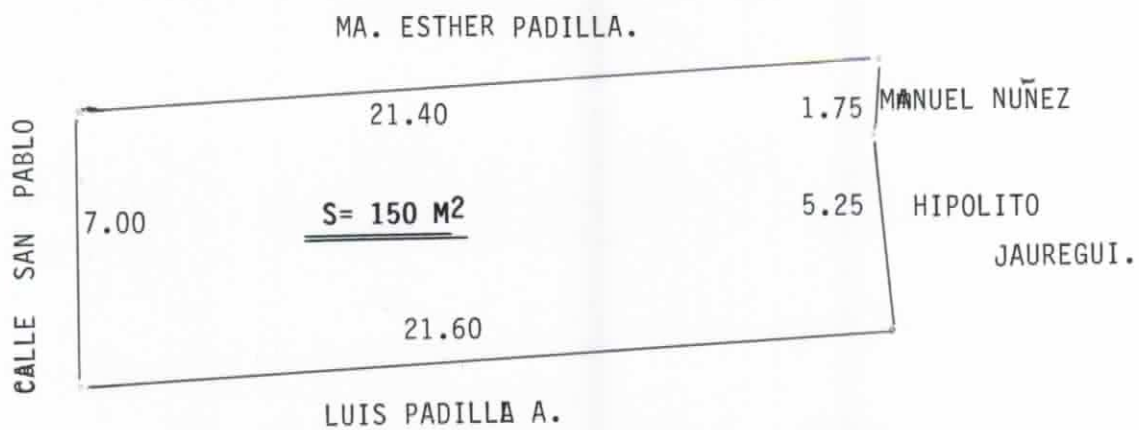 MA. ESTHER PADILLA.
21.40
1.75 MANUEL NUÑEZ
CALLE SAN PABLO
7.00
S= 150 M²
5.25 HIPOLITO
JAUREGUI.
21.60
LUIS PADILLA A.